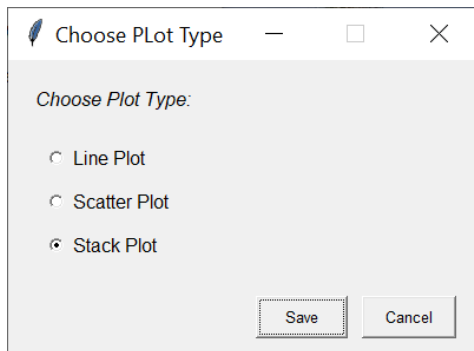 Choose PLot Type
Choose Plot Type:
Line Plot
Scatter Plot
Stack Plot
Save Cancel